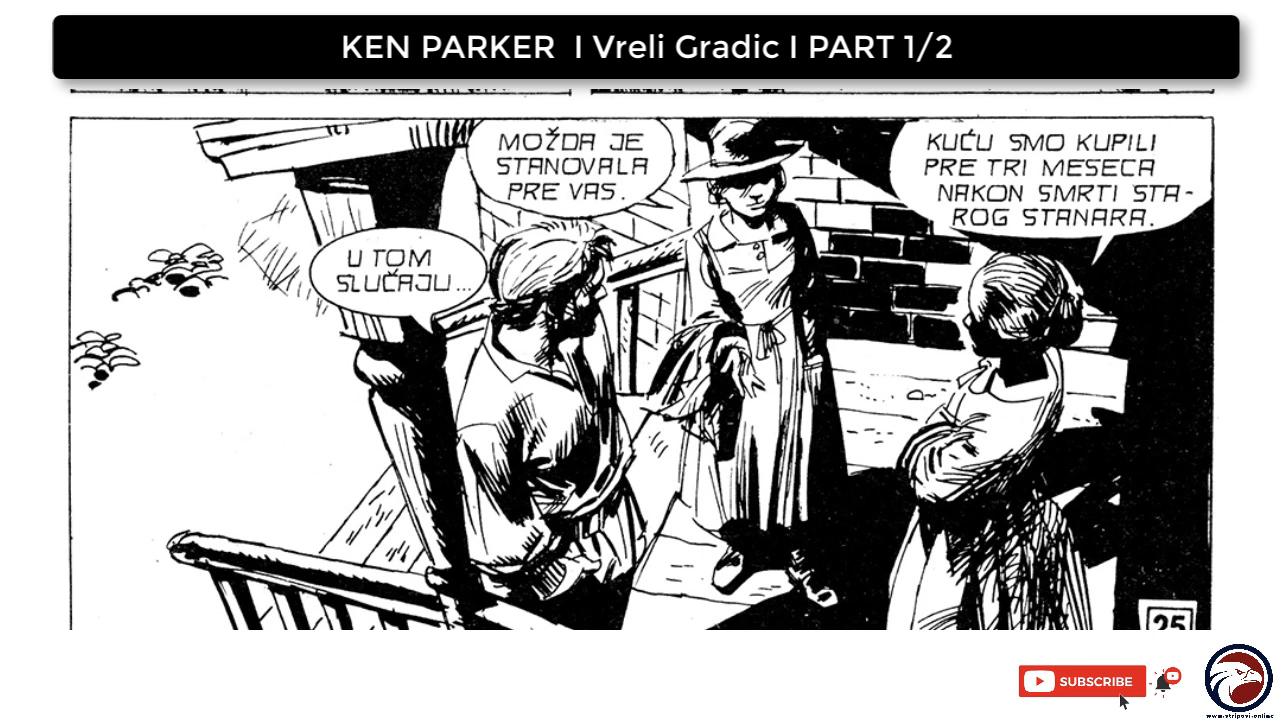 KEN PARKER I Vreli Gradic I PART 1/2
MOŽDA JE
STANOVALA
PRE VAS.
KUĆU SMO KUPILI
PRE TRI MESECA
NAKON SMRTI STA-
ROG STANARA.
U TOM
SLUČAJU...
25
SUBSCRIBE